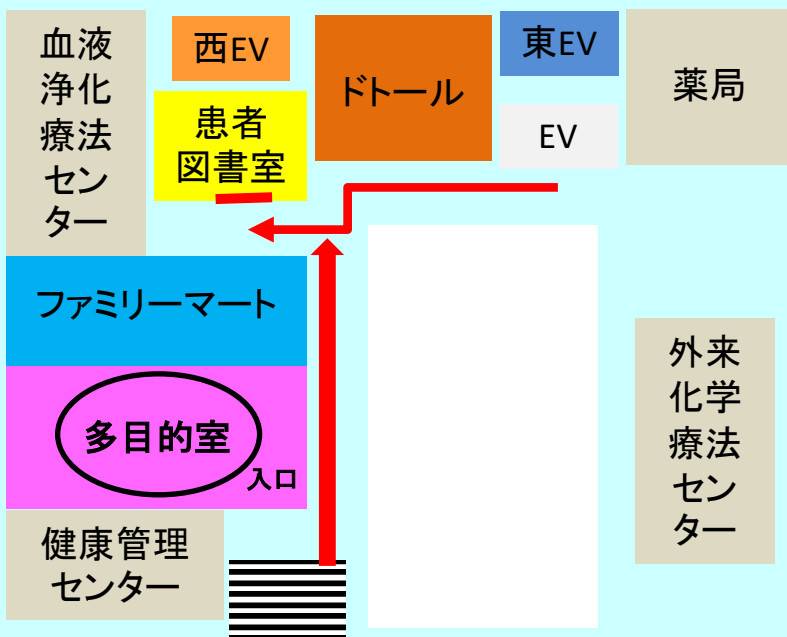 血液
浄化
療法
セン
ター
西EV
患者
図書室
ドトール
東EV
EV
薬局
ファミリーマート
多目的室
入口
健康管理
センター
外来
化学
療法
セン
ター